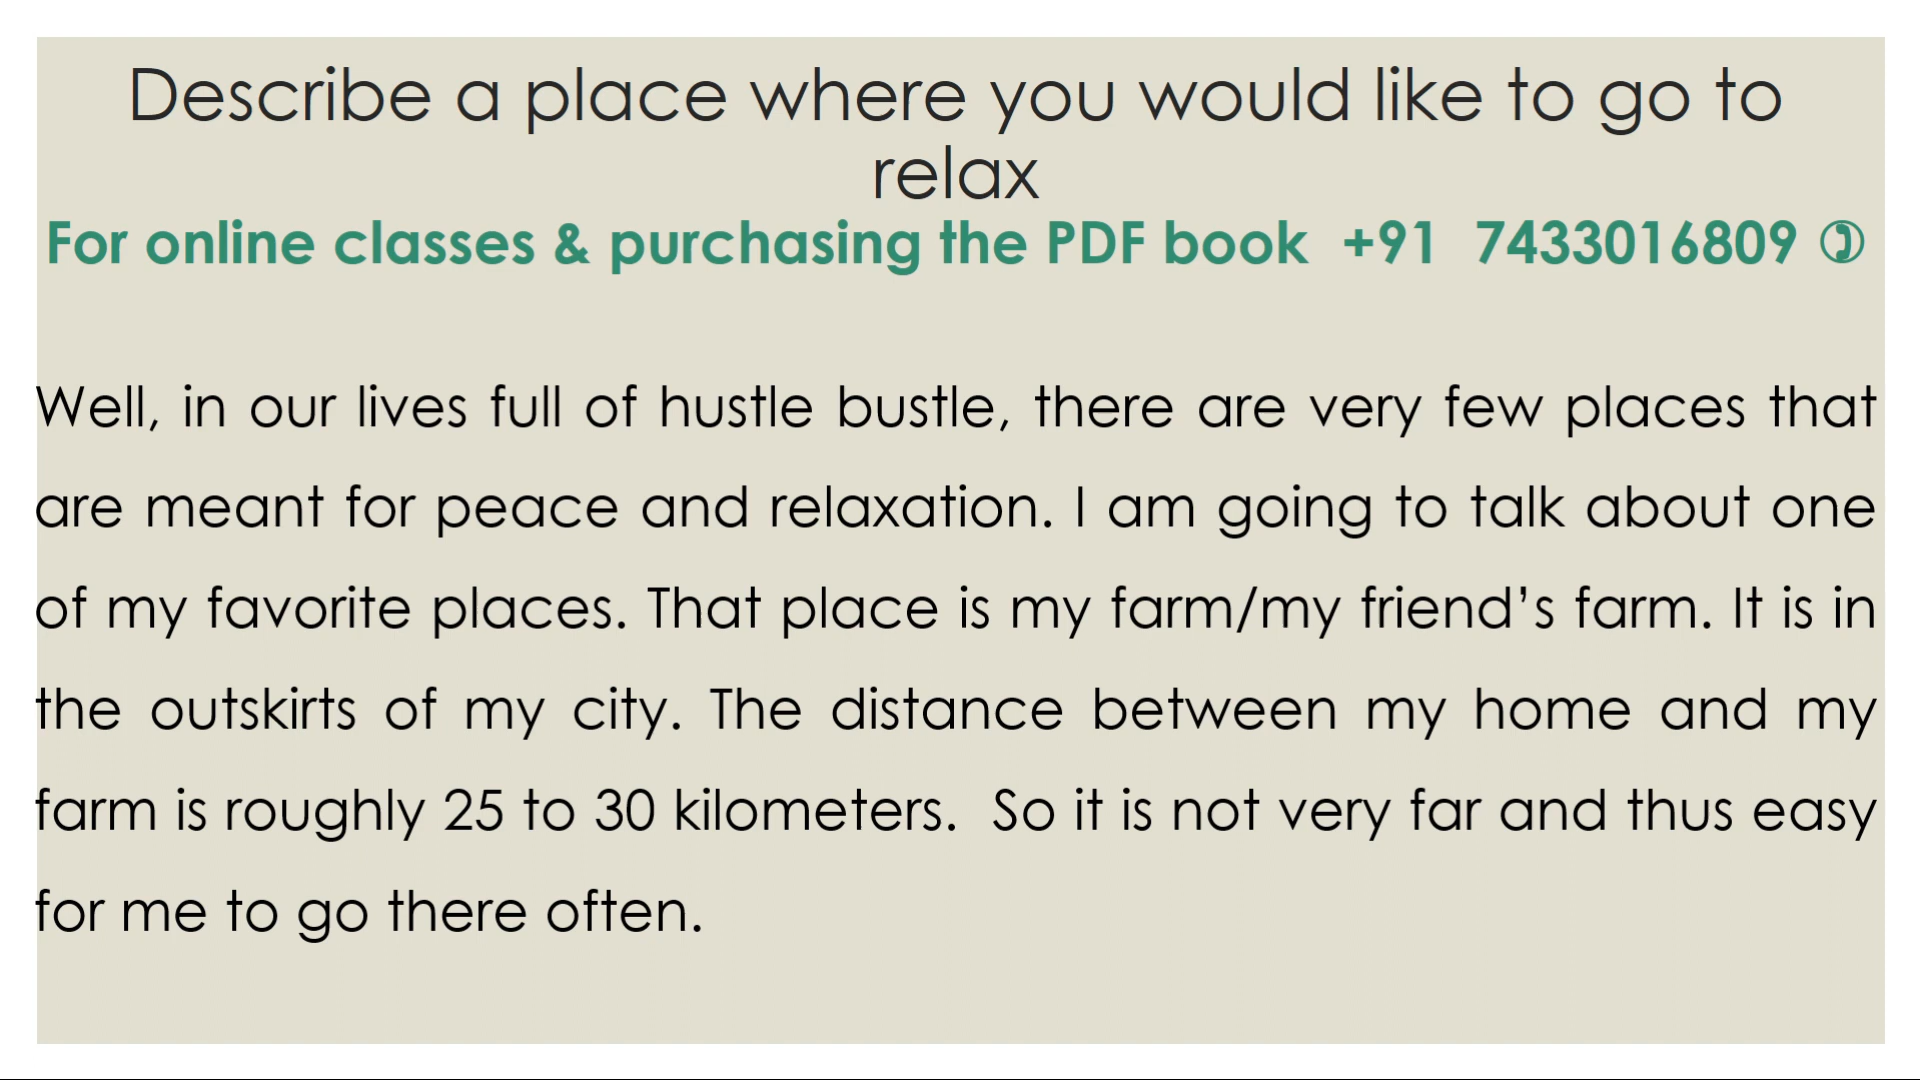 Describe a place where you would like to go to
relax
For online classes & purchasing the PDF book +91 7433016809 ✆
Well, in our lives full of hustle bustle, there are very few places that
are meant for peace and relaxation. I am going to talk about one
of my favorite places. That place is my farm/my friend’s farm. It is in
the outskirts of my city. The distance between my home and my
farm is roughly 25 to 30 kilometers.  So it is not very far and thus easy
for me to go there often.